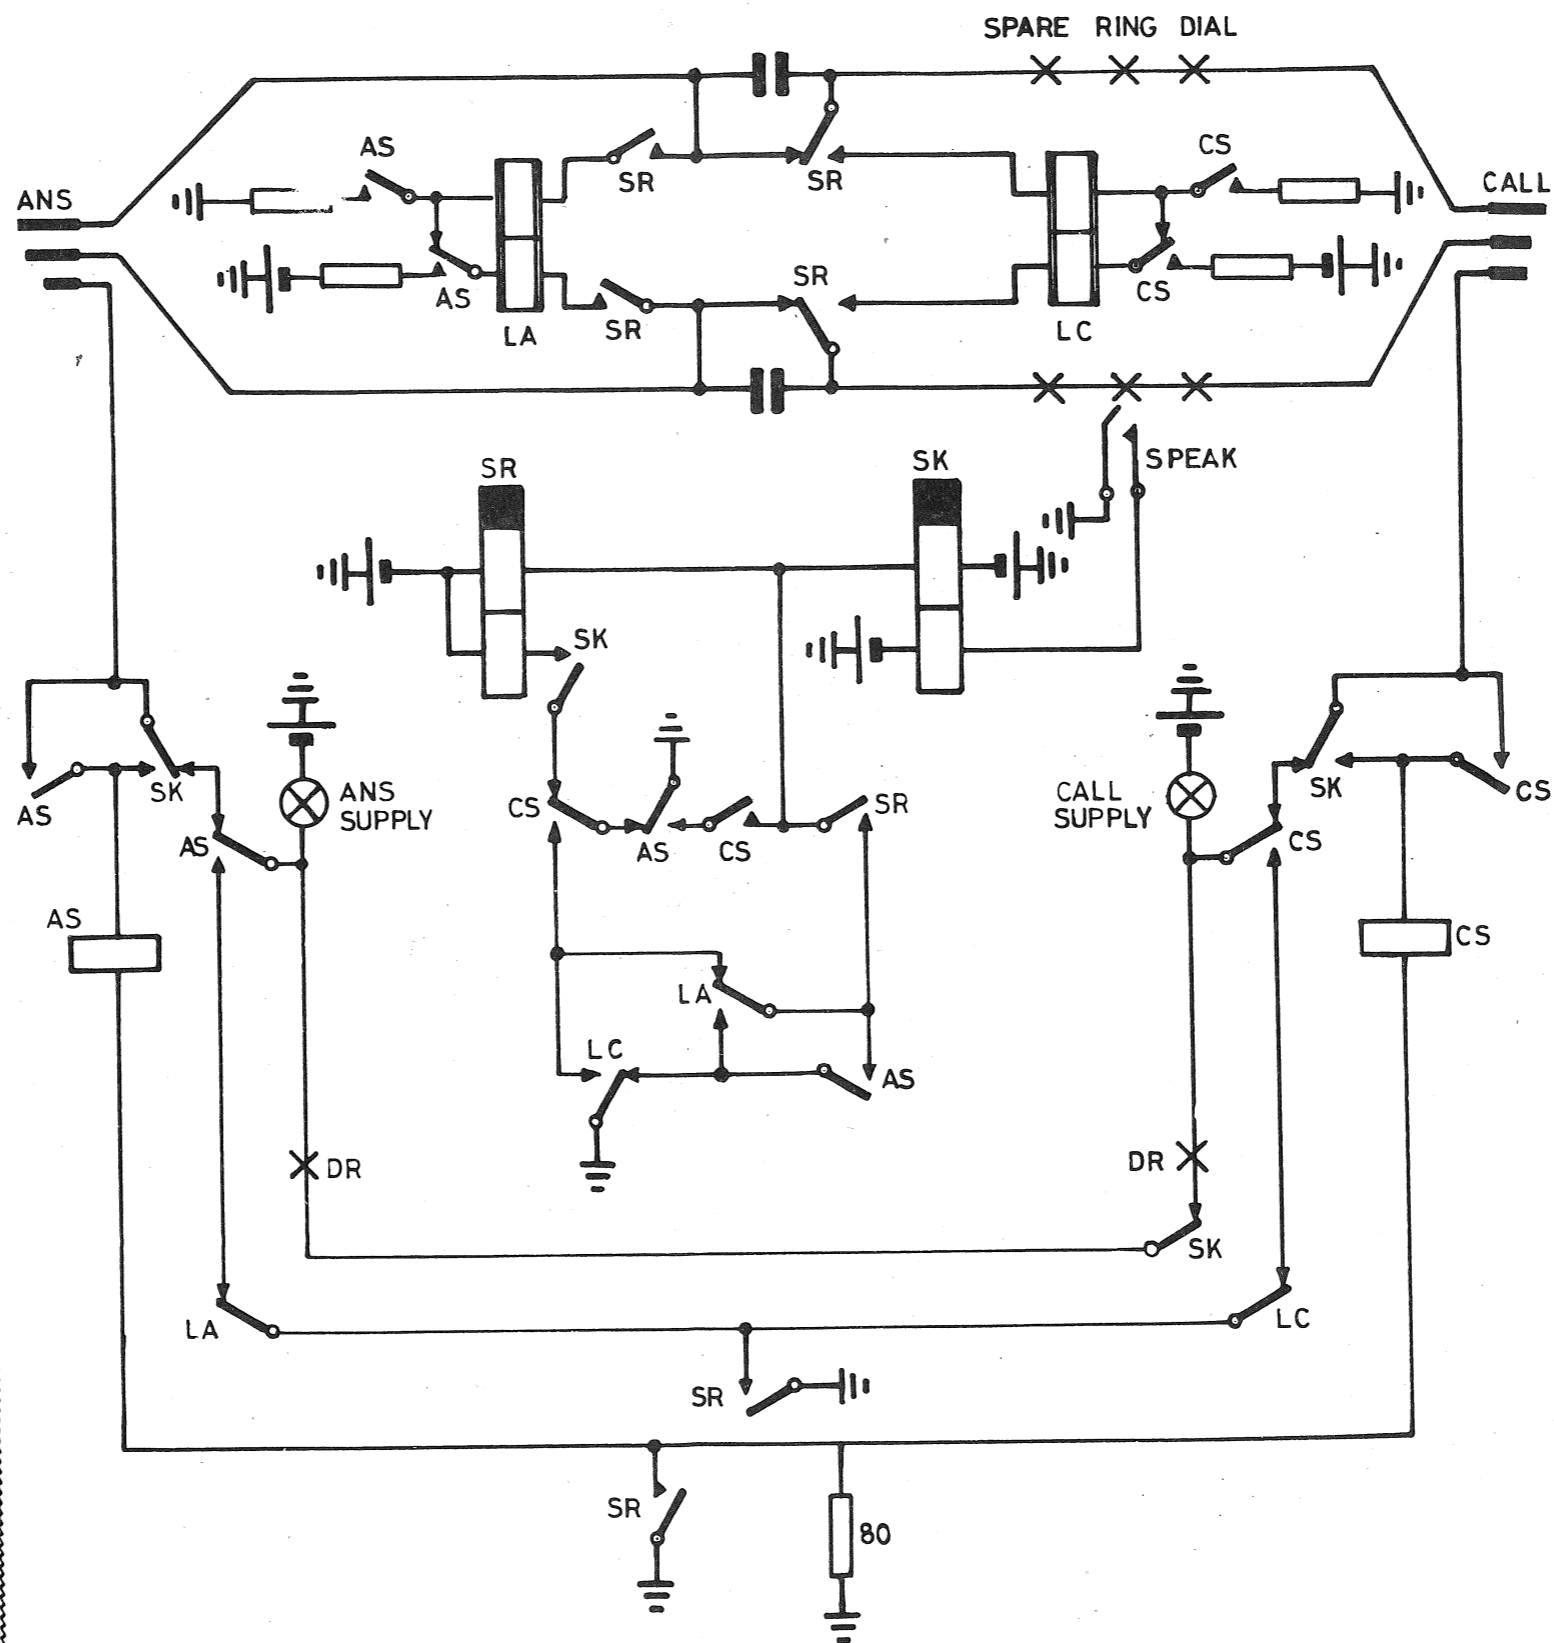 SPARE RING DIAL
AS
CS
ANS
SR
SR
CALL
AS
SR
SR
CS
LA
LC
SPEAK
SR
SK
SK
AS
SK
ANS
SUPPLY
CS
AS
CS
SR
CALL
SUPPLY
SK
CS
AS
CS
AS
CS
LA
LC
AS
DR
DR
SK
LA
LC
SR
SR
80